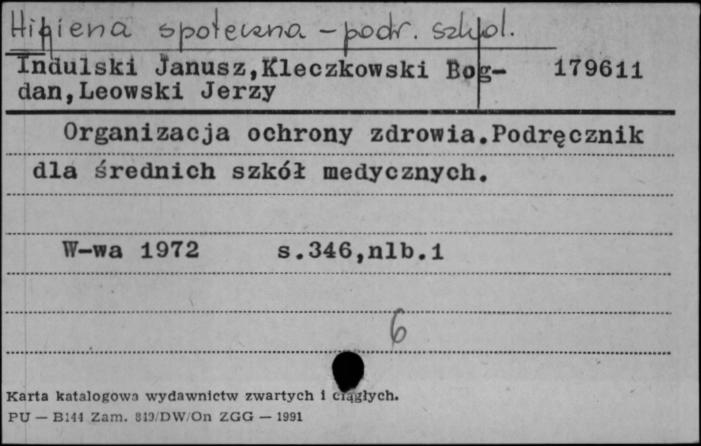 Higiena społeczna - podr. szkol.
Indulski Janusz,Kleczkowski Bog- 179611
dan,Leowski Jerzy
Organizacja ochrony zdrowia.Podręcznik
dla średnich szkół medycznych.
W-wa 1972 s.346,nlb.1
6
Karta katalogowa wydawnictw zwartych i ciągłych.
PU — B144 Zam. 849/DW/On ZGG — 1991